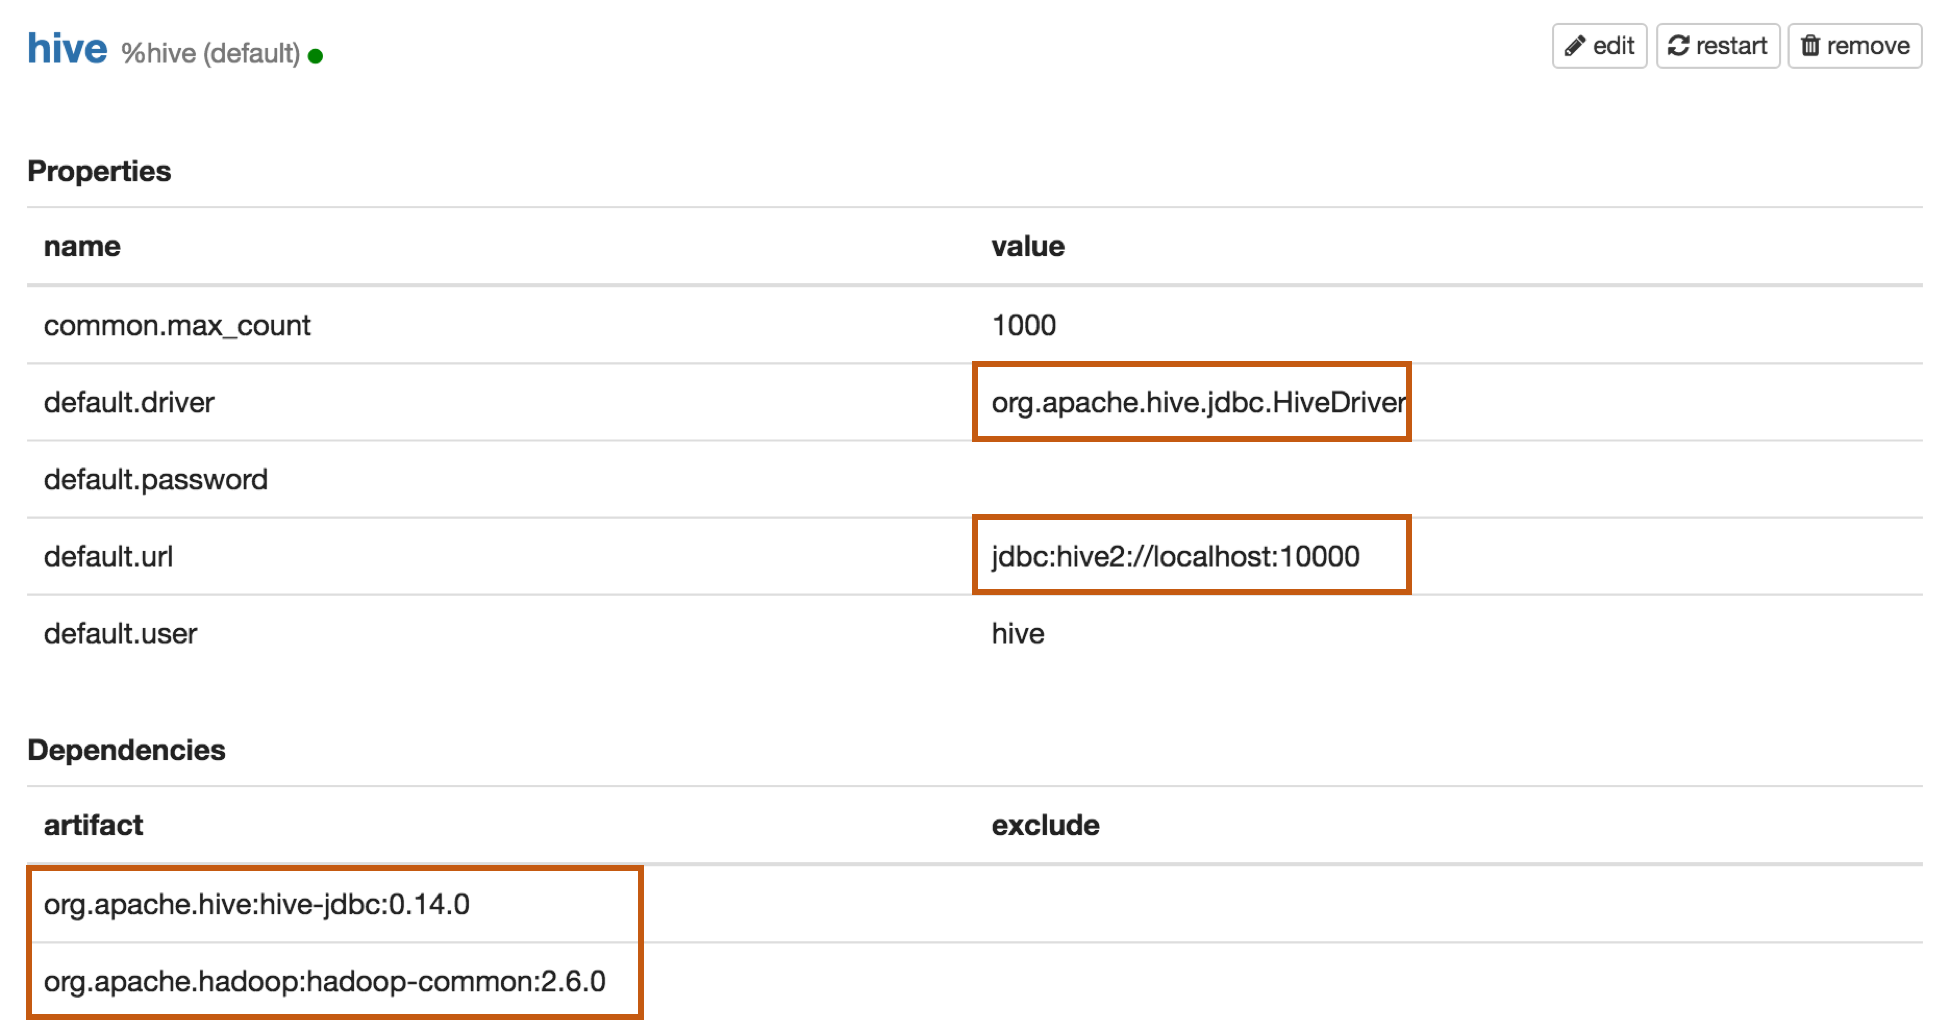 hive %hive (default)
edit restart remove
Properties
name value
common.max_count 1000
default.driver org.apache.hive.jdbc.HiveDriver
default.password
default.url jdbc:hive2://localhost:10000
default.user hive
Dependencies
artifact exclude
org.apache.hive:hive-jdbc:0.14.0
org.apache.hadoop:hadoop-common:2.6.0